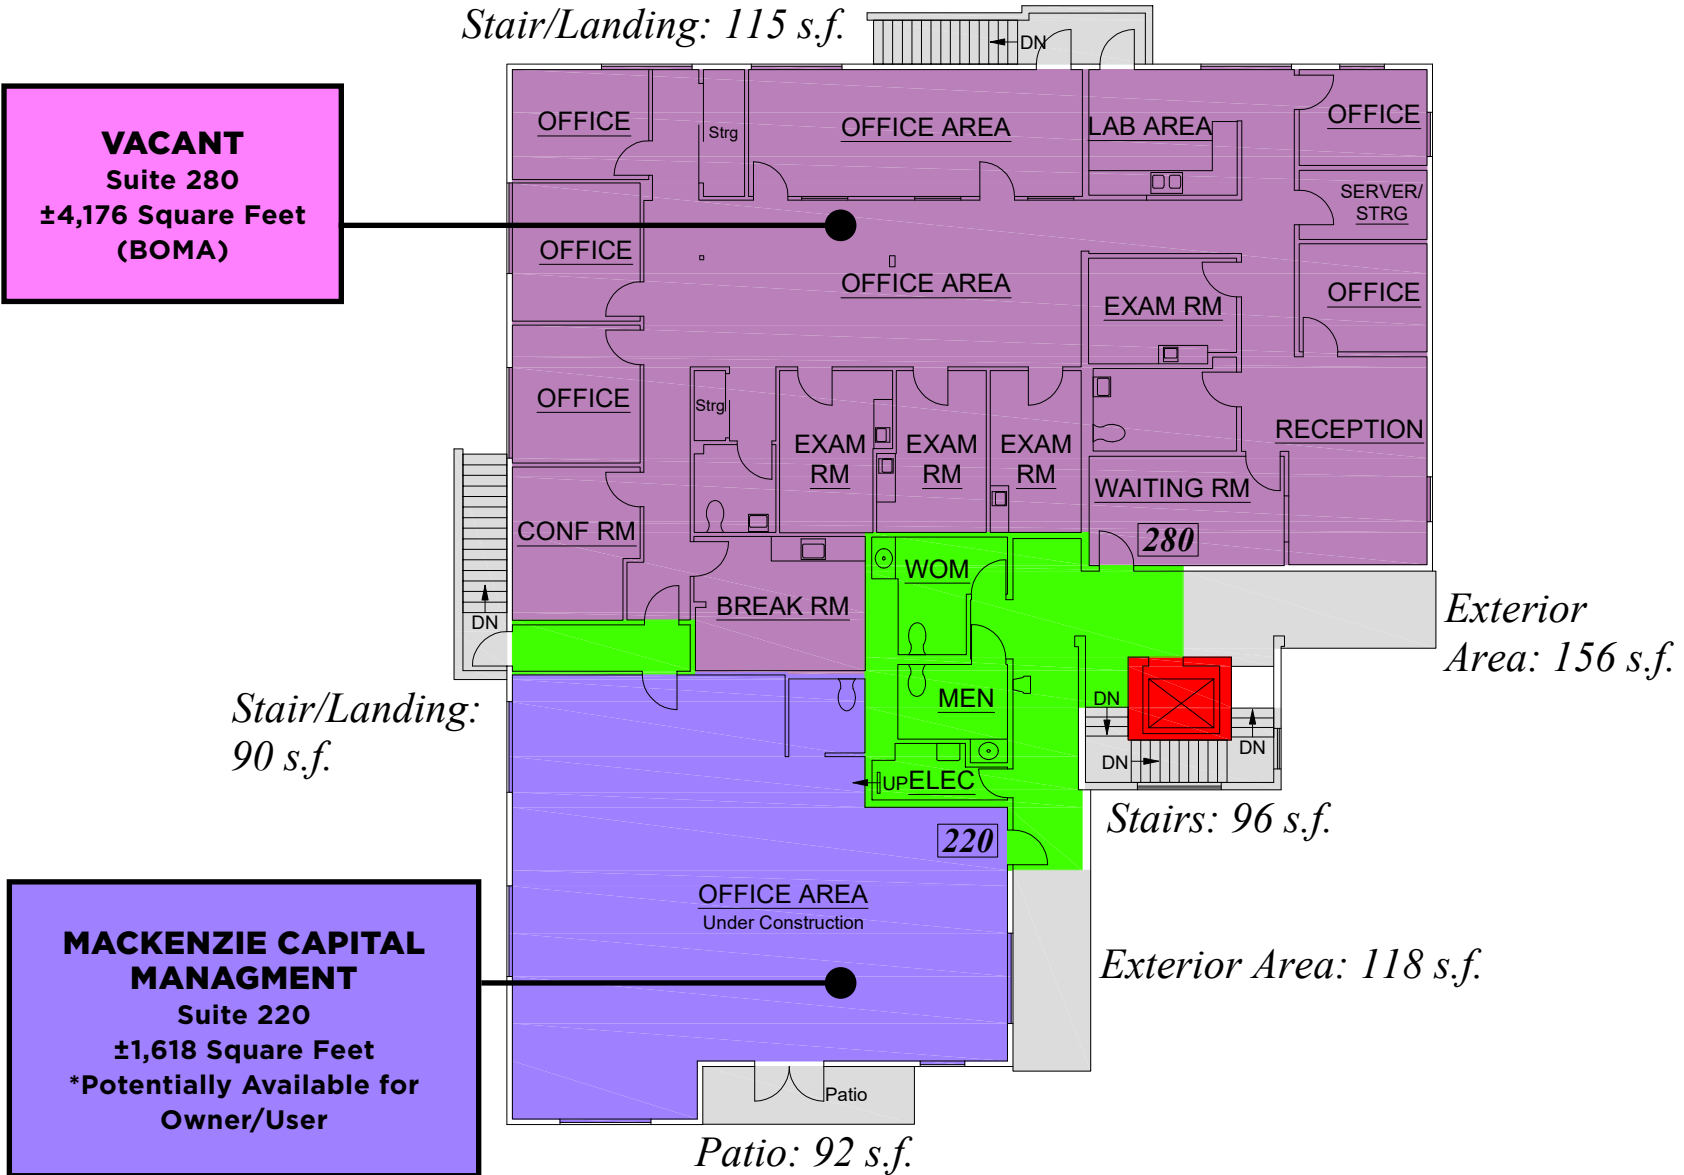 Stair/Landing: 115 s.f.
DN
VACANT
Suite 280
±4,176 Square Feet
(BOMA)
OFFICE
Strg
OFFICE AREA
LAB AREA
OFFICE
SERVER/
STRG
OFFICE
OFFICE AREA
EXAM RM
OFFICE
OFFICE
Strg
EXAM
RM
EXAM
RM
EXAM
RM
RECEPTION
WAITING RM
280
CONF RM
WOM
BREAK RM
DN
Exterior
Area: 156 s.f.
Stair/Landing:
90 s.f.
MEN
DN
DN
DN
UP
ELEC
Stairs: 96 s.f.
220
OFFICE AREA
Under Construction
MACKENZIE CAPITAL
MANAGMENT
Suite 220
±1,618 Square Feet
*Potentially Available for
Owner/User
Exterior Area: 118 s.f.
Patio
Patio: 92 s.f.